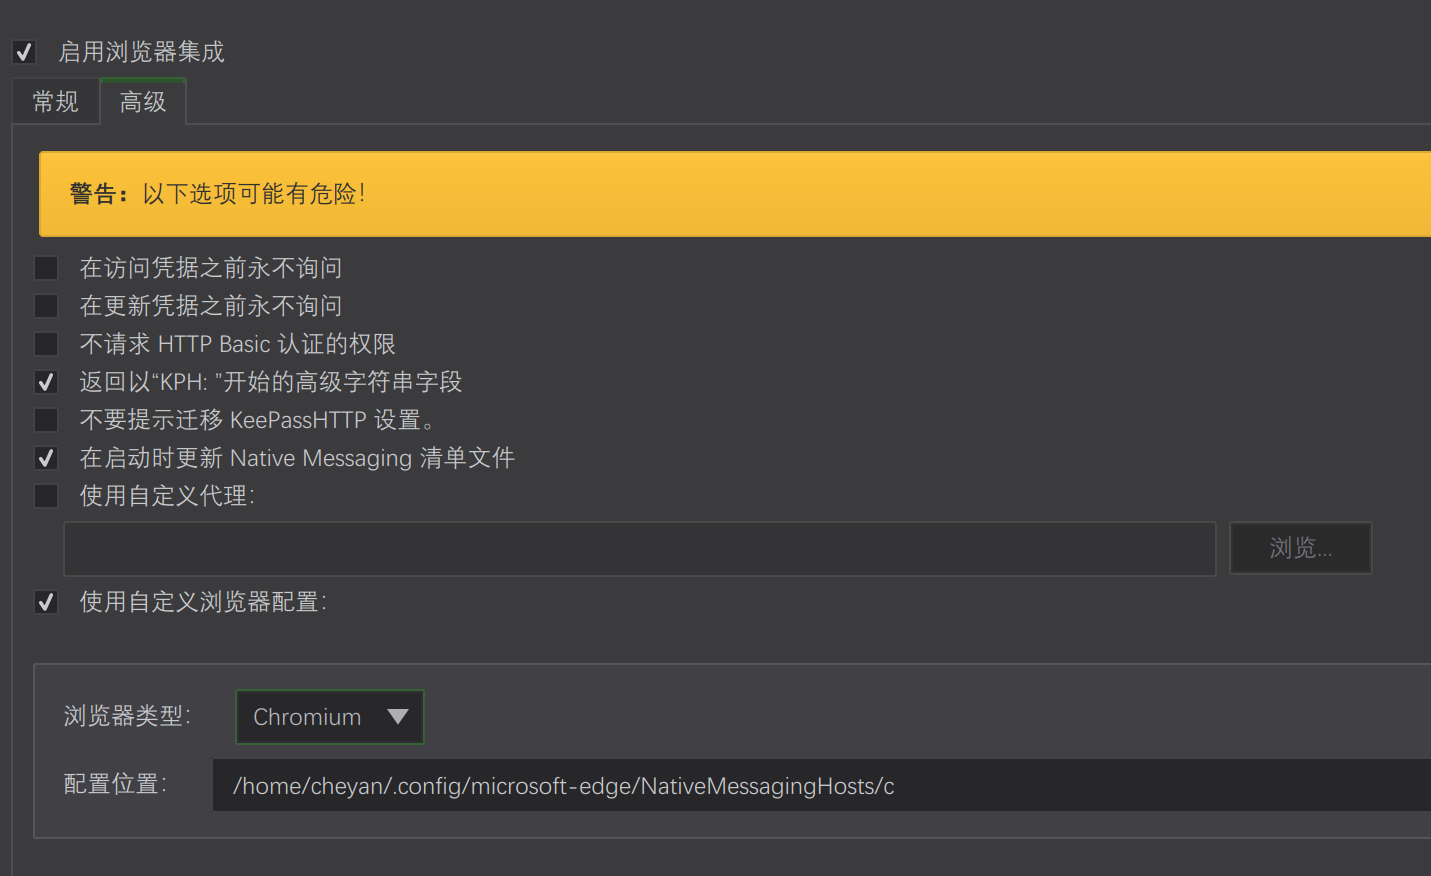 启用浏览器集成
常规 高级
警告：以下选项可能有危险！
在访问凭据之前永不询问
在更新凭据之前永不询问
不请求 HTTP Basic 认证的权限
返回以“KPH: ”开始的高级字符串字段
不要提示迁移 KeePassHTTP 设置。
在启动时更新 Native Messaging 清单文件
使用自定义代理：
浏览...
使用自定义浏览器配置：
浏览器类型： Chromium
配置位置： /home/cheyan/.config/microsoft-edge/NativeMessagingHosts/c